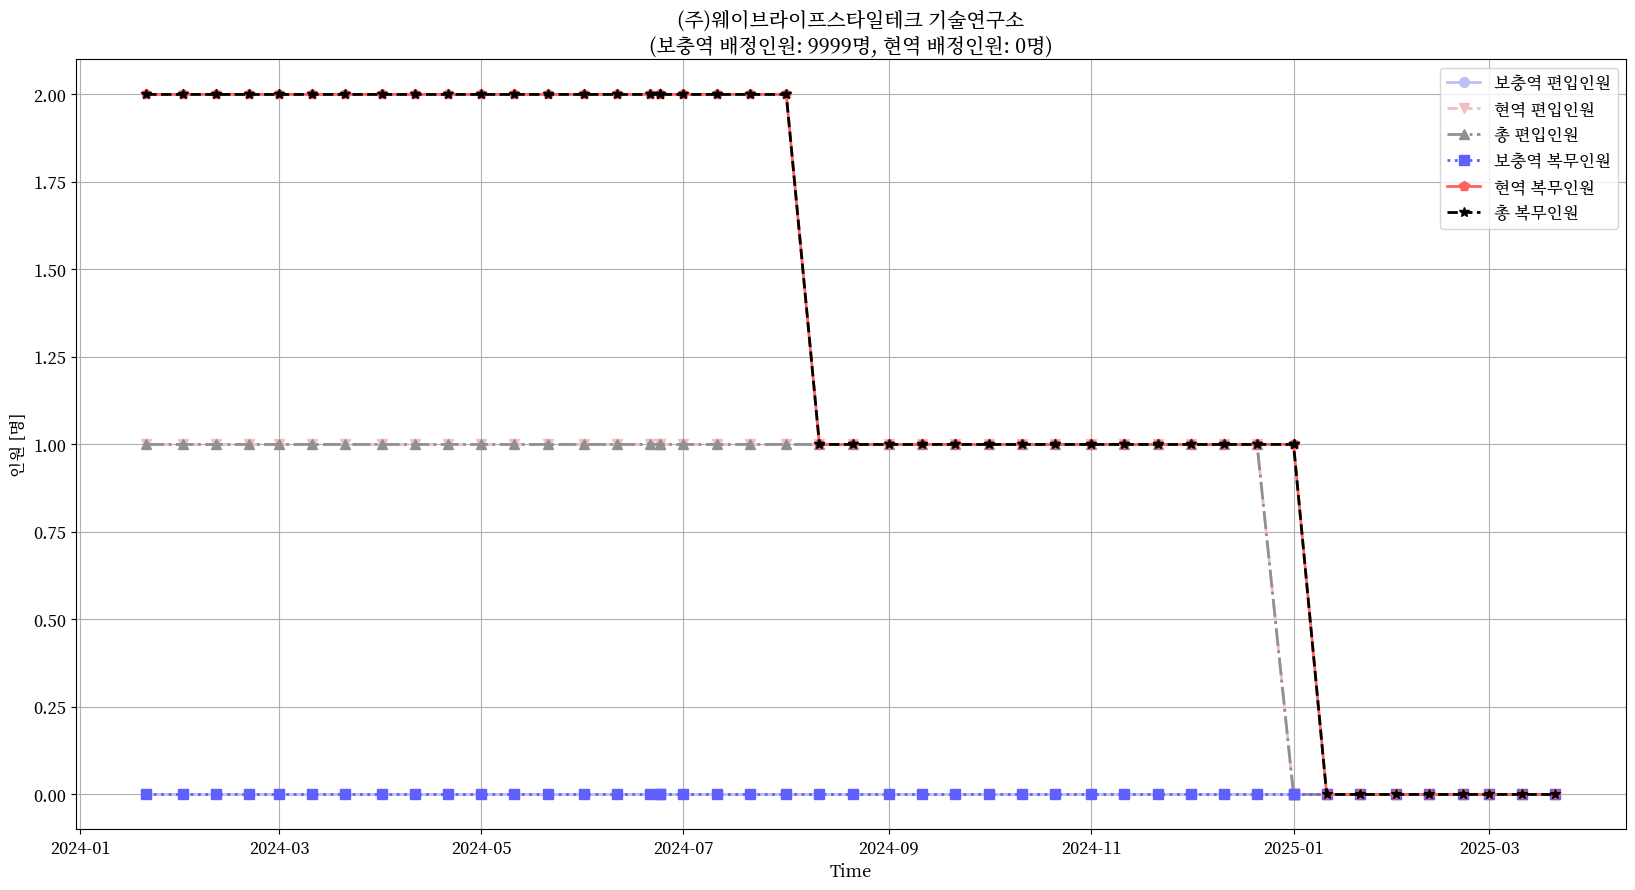 (주)웨이브라이프스타일테크 기술연구소
(보충역 배정인원: 9999명, 현역 배정인원: 0명)
보충역 편입인원
현역 편입인원
총 편입인원
보충역 복무인원
현역 복무인원
총 복무인원
인원 [명]
2.00
1.75
1.50
1.25
1.00
0.75
0.50
0.25
0.00
2024-01
2024-03
2024-05
2024-07
2024-09
2024-11
2025-01
2025-03
Time